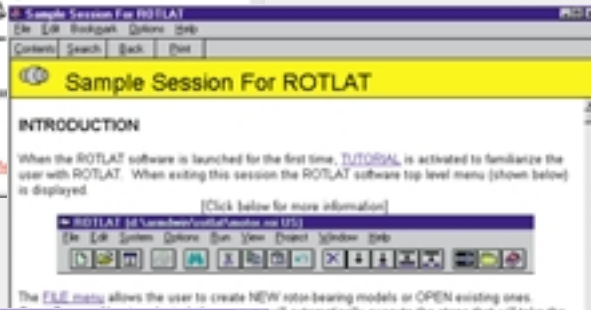 Sample Session For ROTLAT
File Edit Bookmark Options Help
Contents Search Back Print
Sample Session For ROTLAT
INTRODUCTION
When the ROTLAT software is launched for the first time, TUTORIAL is activated to familiarize the
user with ROTLAT. When exiting this session the ROTLAT software top level menu (shown below)
is displayed.
[Click below for more information]
ROTLAT
File Edit System Options Run View Project Window Help
The FILE menu allows the user to create NEW rotor-bearing models or OPEN existing ones.